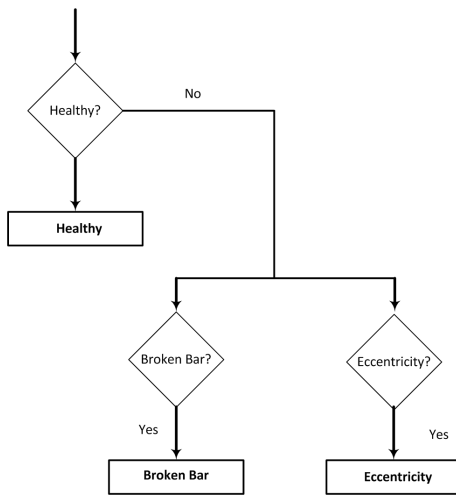 Healthy?
No
Healthy
Broken Bar?
Eccentricity?
Yes
Yes
Broken Bar
Eccentricity